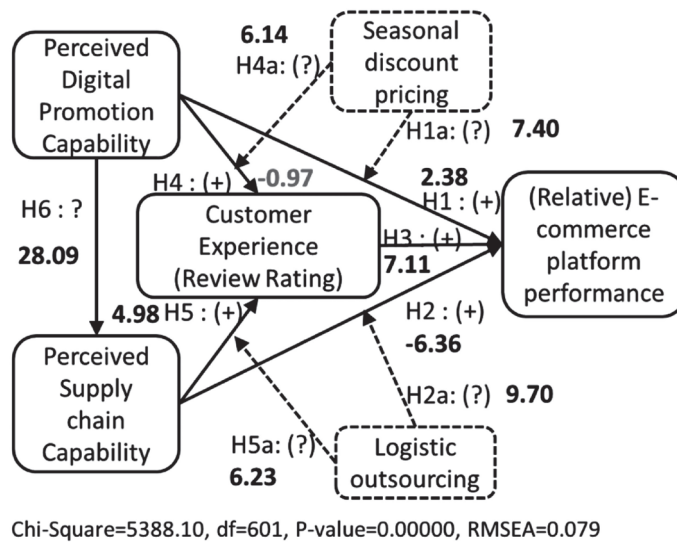 Perceived
Digital
Promotion
Capability
6.14
H4a: (?)
Seasonal
discount
pricing
H1a: (?) 7.40
H4 : (+) -0.97
2.38
H1 : (+)
H6 : ?
28.09
Customer
Experience
(Review Rating)
H3 : (+)
7.11
(Relative) E-
commerce
platform
performance
4.98 H5 : (+)
H2 : (+)
-6.36
Perceived
Supply
chain
Capability
H2a: (?) 9.70
H5a: (?)
6.23
Logistic
outsourcing
Chi-Square=5388.10, df=601, P-value=0.00000, RMSEA=0.079